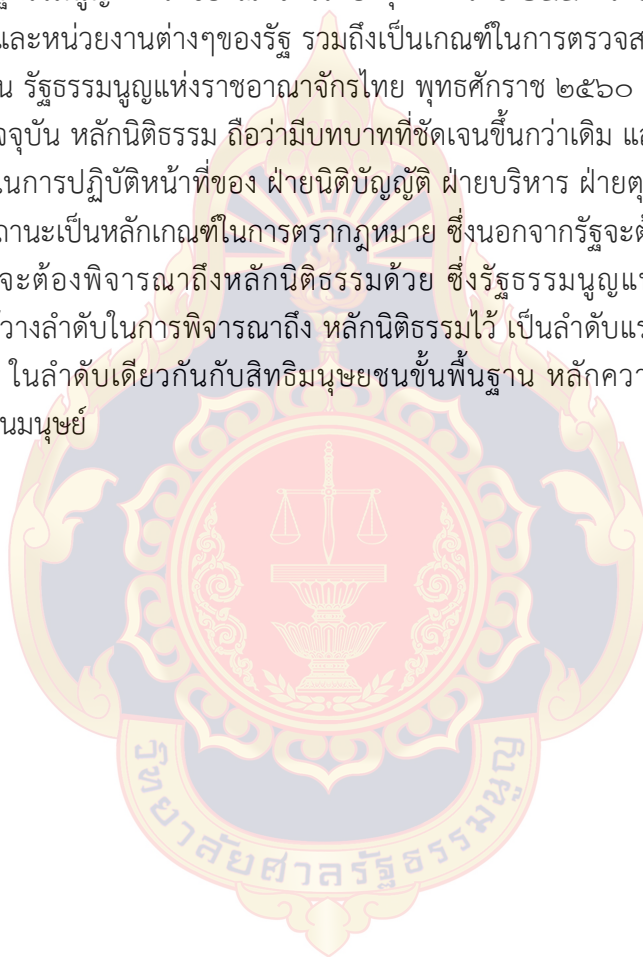 และหน่วยงานต่างๆของรัฐ รวมถึงเป็นเกณฑ์ในการตรวจส
น รัฐธรรมนูญแห่งราชอาณาจักรไทย พุทธศักราช ๒๕๖๐
จจุบัน หลักนิติธรรม ถือว่ามีบทบาทที่ชัดเจนขึ้นกว่าเดิม แล
นการปฏิบัติหน้าที่ของ ฝ่ายนิติบัญญัติ ฝ่ายบริหาร ฝ่ายตุ
ถานะเป็นหลักเกณฑ์ในการตรากฎหมาย ซึ่งนอกจากรัฐจะต้
จะต้องพิจารณาถึงหลักนิติธรรมด้วย ซึ่งรัฐธรรมนูญแห
วางลำดับในการพิจารณาถึง หลักนิติธรรมไว้ เป็นลำดับแร
ในลำดับเดียวกันกับสิทธิมนุษยชนขั้นพื้นฐาน หลักควา
นมนุษย์
วิทยาลัยศาลรัฐธรรมนูญ